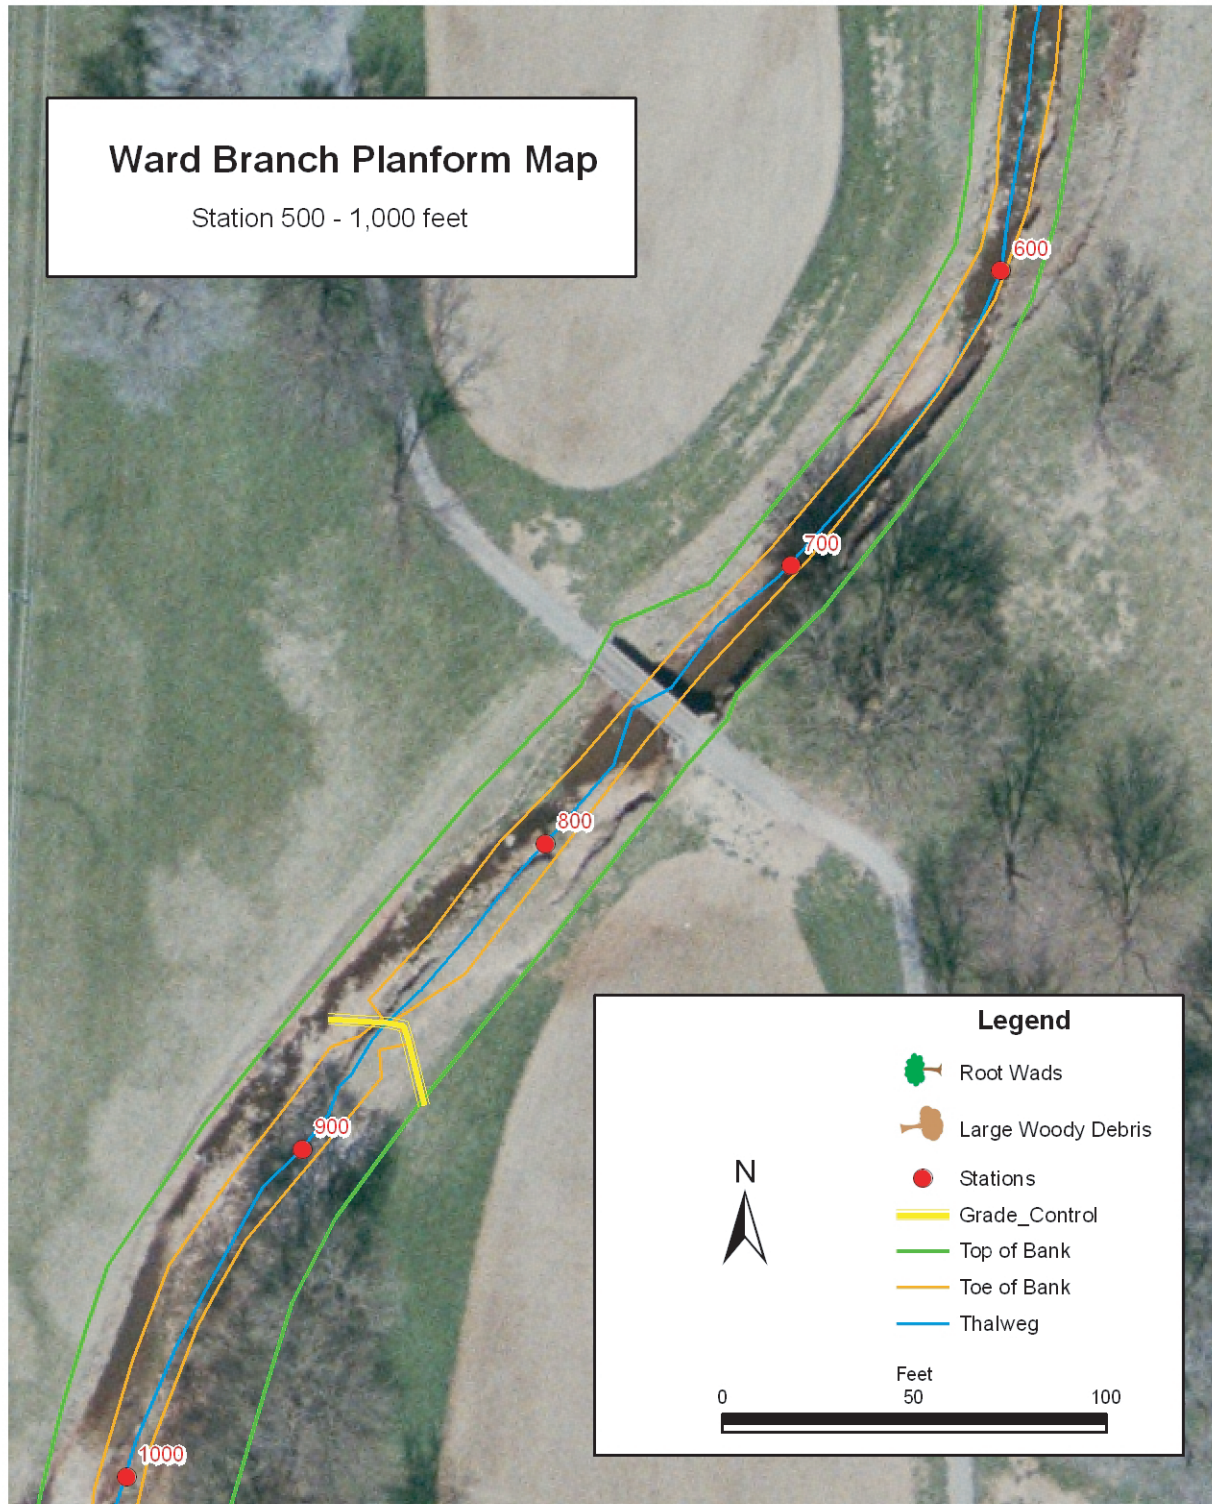 Ward Branch Planform Map
Station 500 - 1,000 feet
600
700
800
900
1000
Legend
Root Wads
Large Woody Debris
Stations
Grade_Control
Top of Bank
Toe of Bank
Thalweg
N
Feet
0 50 100